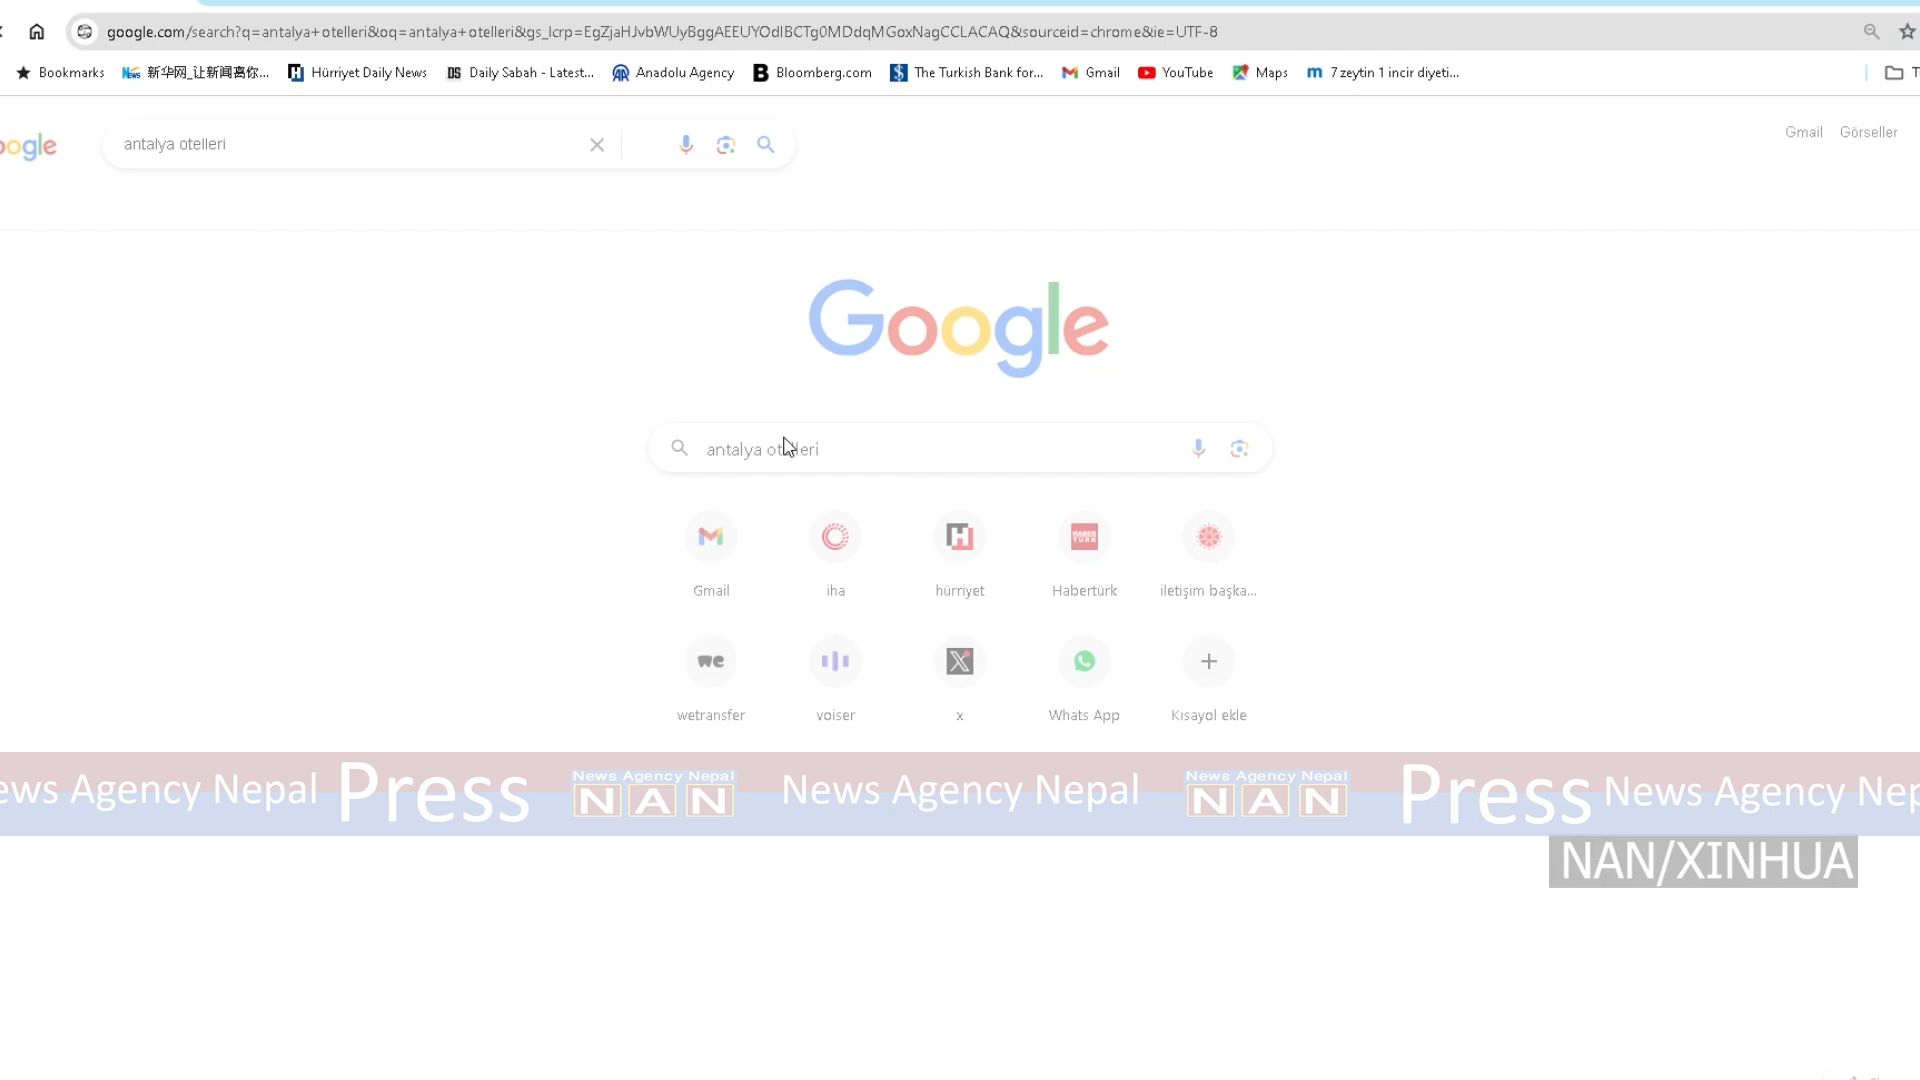 google.com/search?q=antalya+otelleri&oq=antalya+otelleri&gs_lcrp=EgZjaHJvbWUyBggAEEUYOdIBCTg0MDdqMGoxNagCCLACAQ&sourceid=chrome&ie=UTF-8
Bookmarks 新华网_让新闻离你... Hürriyet Daily News Daily Sabah - Latest... Anadolu Agency Bloomberg.com The Turkish Bank for... Gmail YouTube Maps 7 zeytin 1 incir diyeti...
oogle antalya otelleri Gmail Görseller
Google
antalya otelleri
Gmail iha hürriyet Habertürk iletişim başka...
wetransfer voiser x Whats App Kısayol ekle
ews Agency Nepal Press News Agency Nepal NAN News Agency Nepal News Agency Nepal NAN Press News Agency Nep
NAN/XINHUA